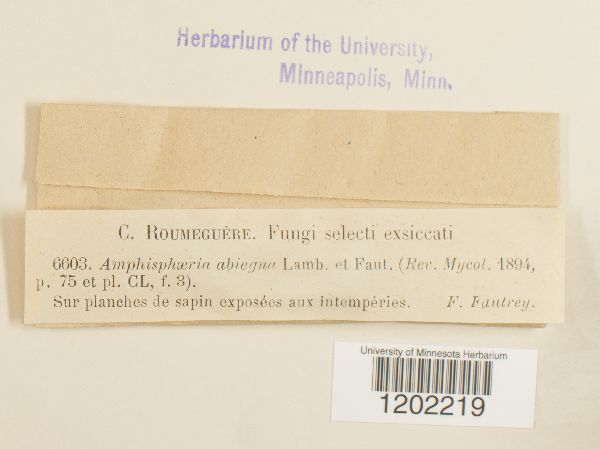 Herbarium of the University,
Minneapolis, Minn.
C. ROUMEGUÈRE. Fungi selecti exsiccati
6603. Amphisphæria abiegna Lamb. et Faut. (Rev. Mycol. 1894,
p. 75 et pl. CL, f. 3).
Sur planches de sapin exposées aux intempéries. F. Fautrey.
University of Minnesota Herbarium
1202219